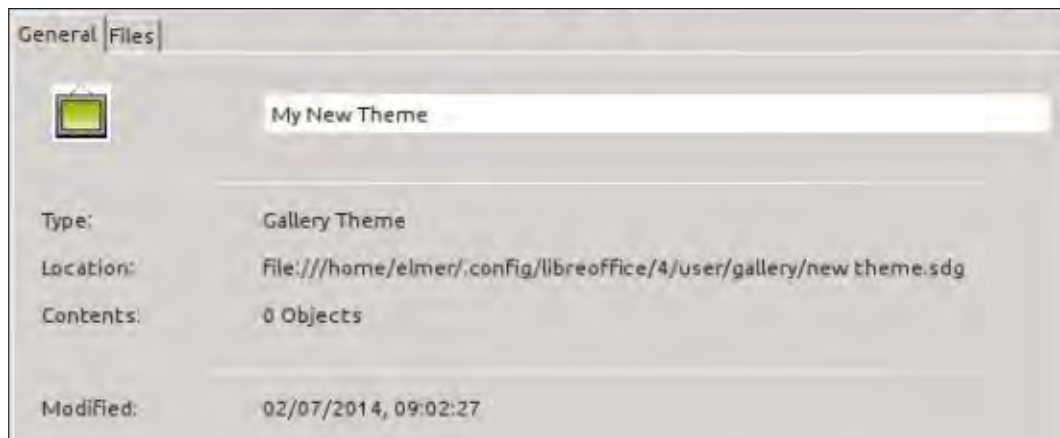 General Files
My New Theme
Type: Gallery Theme
Location: file:///home/elmer/.config/libreoffice/4/user/gallery/new theme.sdg
Contents: 0 Objects
Modified: 02/07/2014, 09:02:27